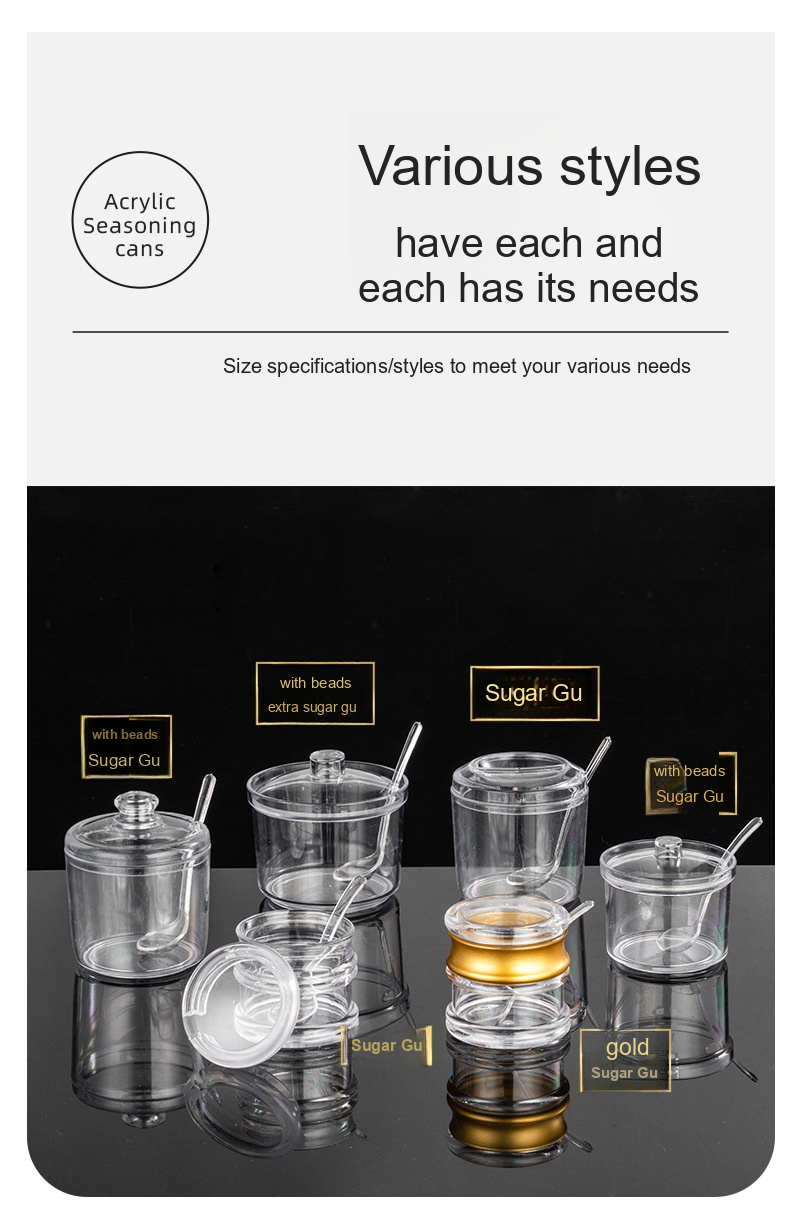 Acrylic
Seasoning
cans
Various styles
have each and
each has its needs
Size specifications/styles to meet your various needs
with beads
extra sugar gu
Sugar Gu
with beads
Sugar Gu
with beads
Sugar Gu
Sugar Gu
gold
Sugar Gu